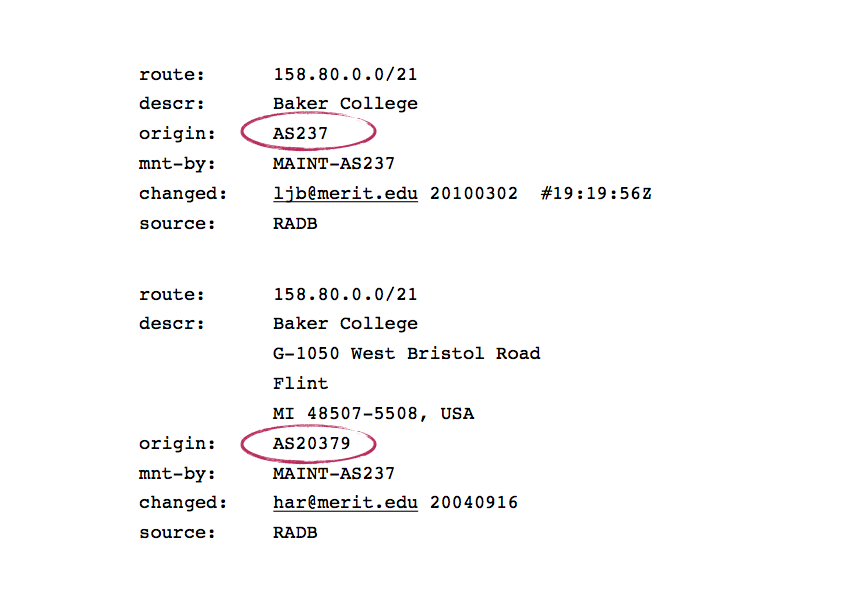 route: 158.80.0.0/21
descr: Baker College
origin: AS237
mnt-by: MAINT-AS237
changed: ljb@merit.edu 20100302 #19:19:56Z
source: RADB
route: 158.80.0.0/21
descr: Baker College
G-1050 West Bristol Road
Flint
MI 48507-5508, USA
origin: AS20379
mnt-by: MAINT-AS237
changed: har@merit.edu 20040916
source: RADB